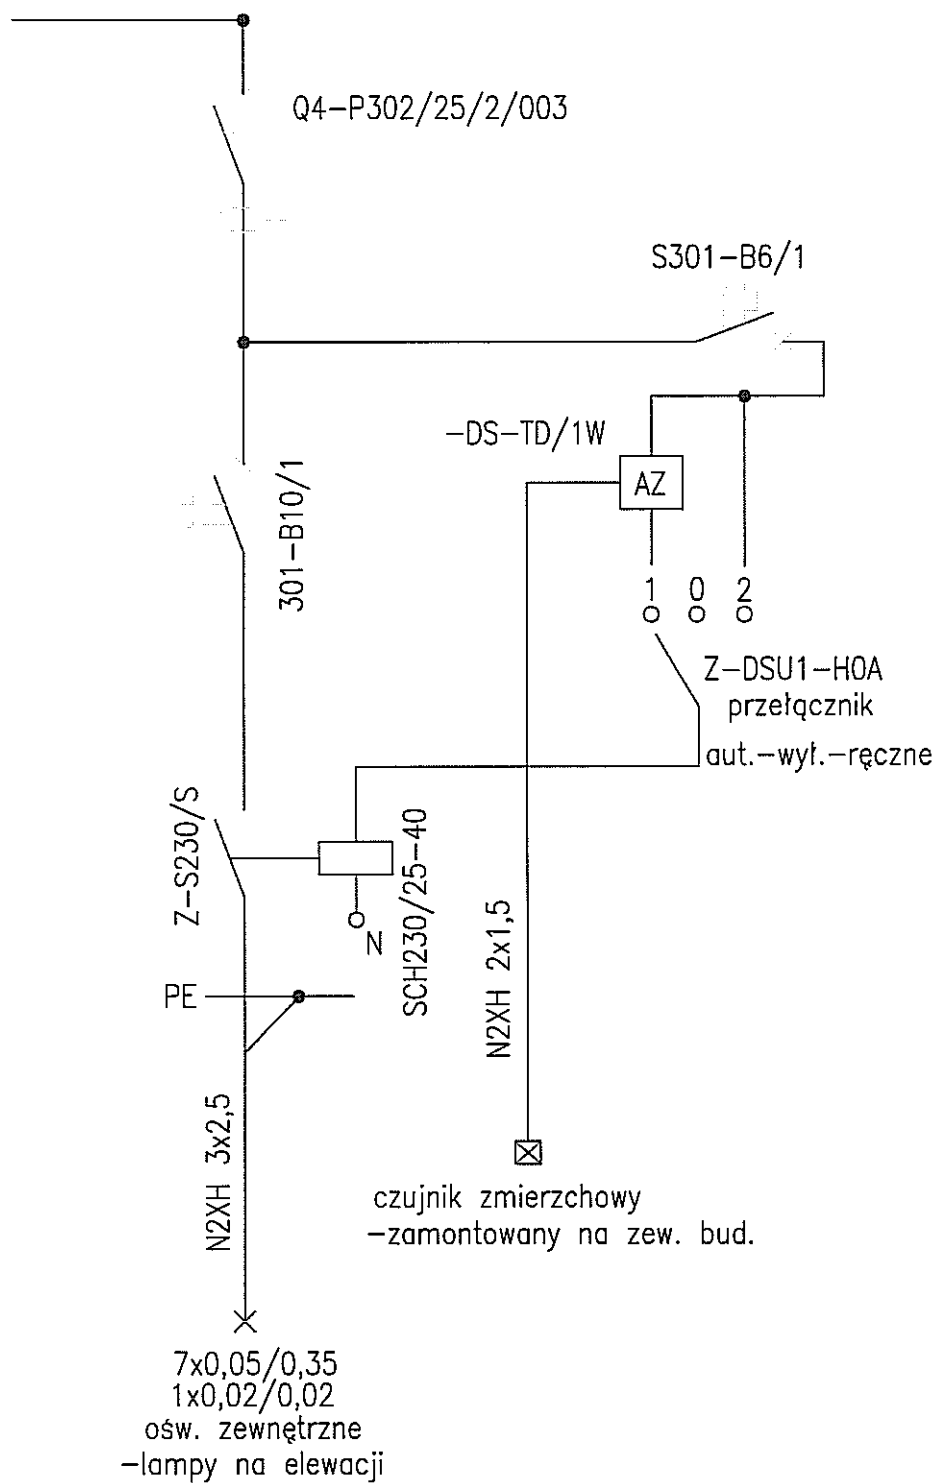 Q4-P302/25/2/003
S301-B6/1
-DS-TD/1W
AZ
301-B10/1
1 0 2
Z-DSU1-H0A
przełącznik
aut.-wył.-ręczne
Z-S230/S
SCH230/25-40
N
PE
N2XH 2x1,5
N2XH 3x2,5
czujnik zmierzchowy
-zamontowany na zew. bud.
7x0,05/0,35
1x0,02/0,02
ośw. zewnętrzne
-lampy na elewacji